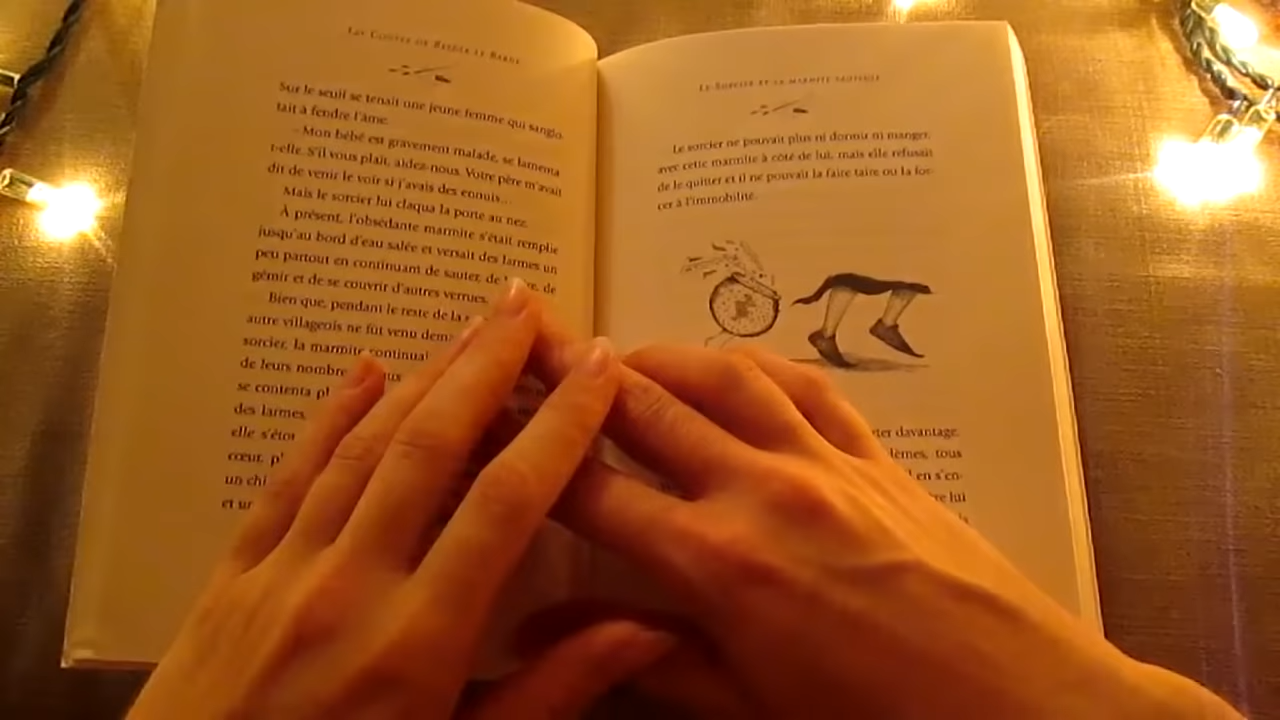 Les Contes de Beedle le Barde
Sur le seuil se tenait une jeune femme qui sanglo-
tait à fendre l'âme.
– Mon bébé est gravement malade, se lamenta
t-elle. S'il vous plaît, aidez-nous. Votre père m'avait
dit de venir le voir si j'avais des ennuis...
Mais le sorcier lui claqua la porte au nez.
À présent, l'obsédante marmite s'était remplie
jusqu'au bord d'eau salée et versait des larmes un
peu partout en continuant de sauter, de
gémir et de se couvrir d'autres verrues.
Bien que, pendant le reste de la
autre villageois ne fût venu
sorcier, la marmite
de leurs
se contenta
des larmes
elle
cœur,
un
et
Le Sorcier et la marmite sauteuse
Le sorcier ne pouvait plus ni dormir ni manger,
avec cette marmite à côté de lui, mais elle refusait
de le quitter et il ne pouvait la faire taire ou la for-
cer à l'immobilité.
davantage.
tous
en s'en-
lui